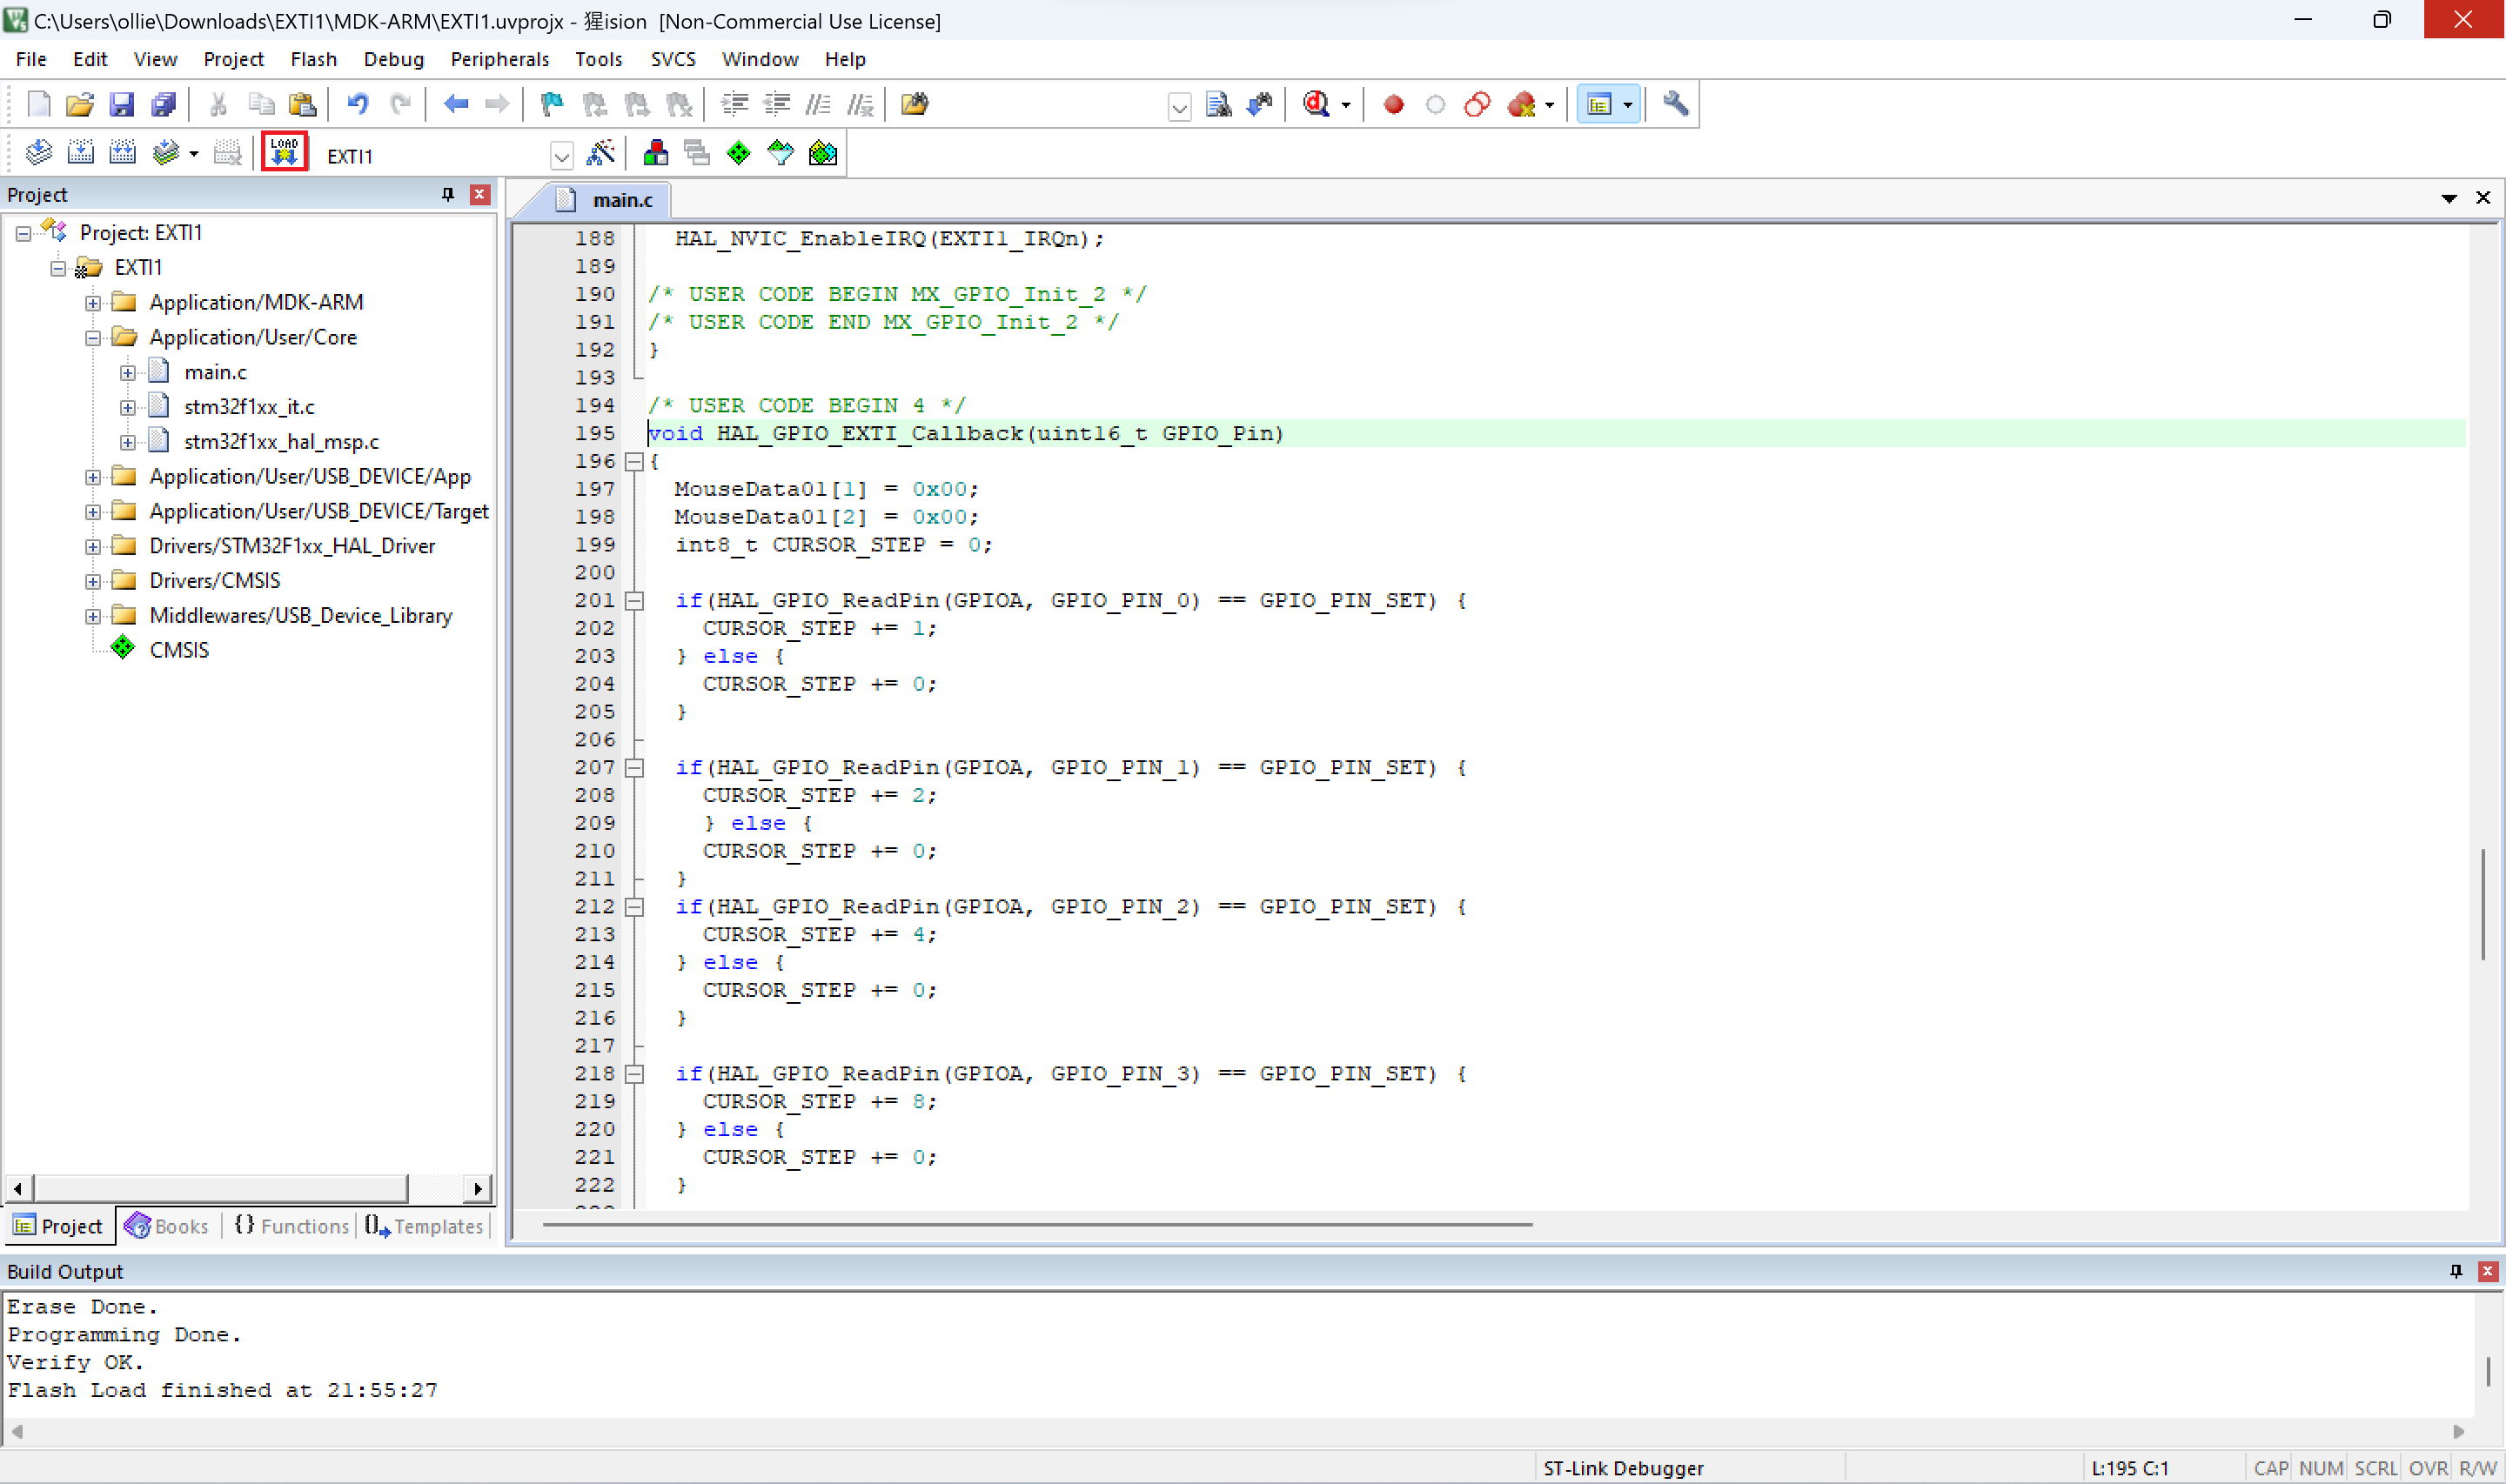 C:\Users\ollie\Downloads\EXTI1\MDK-ARM\EXTI1.uvprojx - 猩ision [Non-Commercial Use License]
File Edit View Project Flash Debug Peripherals Tools SVCS Window Help
LOAD EXTI1
Project
Project: EXTI1
EXTI1
Application/MDK-ARM
Application/User/Core
main.c
stm32f1xx_it.c
stm32f1xx_hal_msp.c
Application/User/USB_DEVICE/App
Application/User/USB_DEVICE/Target
Drivers/STM32F1xx_HAL_Driver
Drivers/CMSIS
Middlewares/USB_Device_Library
CMSIS
Project Books {} Functions Templates
main.c
188 HAL_NVIC_EnableIRQ(EXTI1_IRQn);
189
190 /* USER CODE BEGIN MX_GPIO_Init_2 */
191 /* USER CODE END MX_GPIO_Init_2 */
192 }
193
194 /* USER CODE BEGIN 4 */
195 void HAL_GPIO_EXTI_Callback(uint16_t GPIO_Pin)
196 {
197 MouseData01[1] = 0x00;
198 MouseData01[2] = 0x00;
199 int8_t CURSOR_STEP = 0;
200
201 if(HAL_GPIO_ReadPin(GPIOA, GPIO_PIN_0) == GPIO_PIN_SET) {
202 CURSOR_STEP += 1;
203 } else {
204 CURSOR_STEP += 0;
205 }
206
207 if(HAL_GPIO_ReadPin(GPIOA, GPIO_PIN_1) == GPIO_PIN_SET) {
208 CURSOR_STEP += 2;
209 } else {
210 CURSOR_STEP += 0;
211 }
212 if(HAL_GPIO_ReadPin(GPIOA, GPIO_PIN_2) == GPIO_PIN_SET) {
213 CURSOR_STEP += 4;
214 } else {
215 CURSOR_STEP += 0;
216 }
217
218 if(HAL_GPIO_ReadPin(GPIOA, GPIO_PIN_3) == GPIO_PIN_SET) {
219 CURSOR_STEP += 8;
220 } else {
221 CURSOR_STEP += 0;
222 }
Build Output
Erase Done.
Programming Done.
Verify OK.
Flash Load finished at 21:55:27
ST-Link Debugger L:195 C:1 CAP NUM SCRL OVR R/W